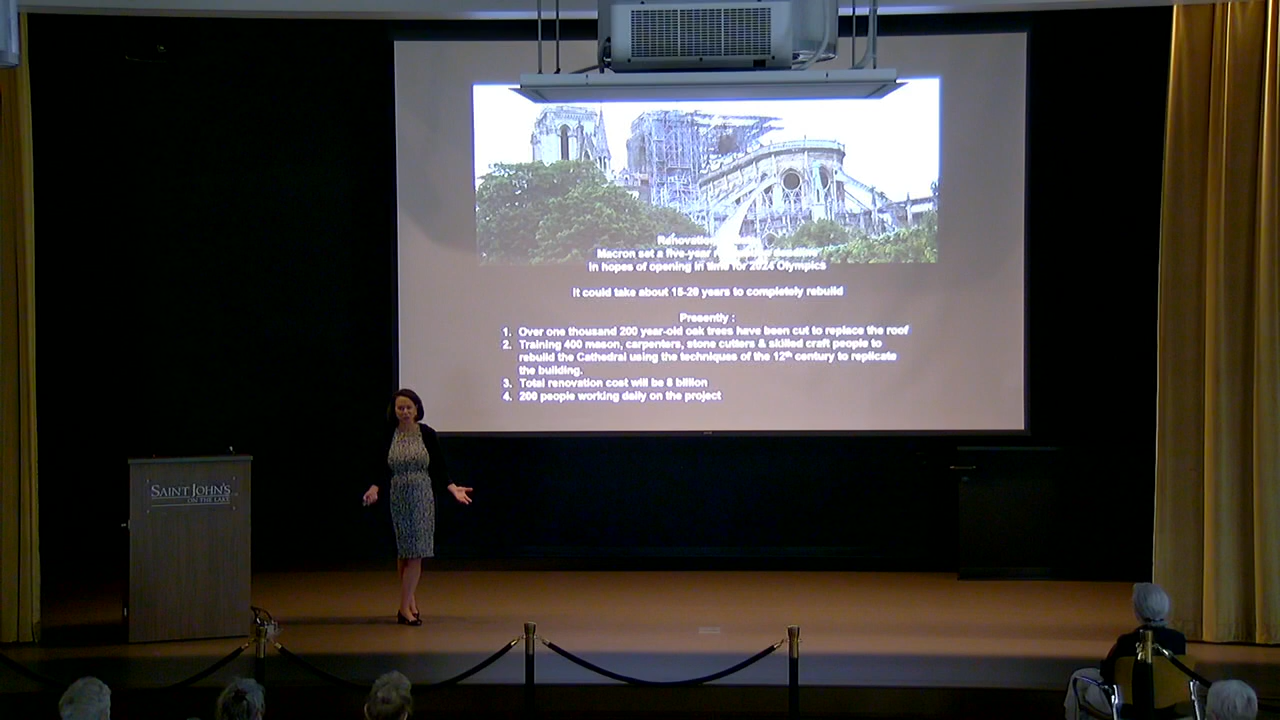 Renovation
Macron set a five-year
In hopes of opening in time for 2024 Olympics
It could take about 15-20 years to completely rebuild
Presently :
1. Over one thousand 200 year-old oak trees have been cut to replace the roof
2. Training 400 mason, carpenters, stone cutters & skilled craft people to
rebuild the Cathedral using the techniques of the 12th century to replicate
the building.
3. Total renovation cost will be 8 billion
4. 200 people working daily on the project
SAINT JOHN'S
ON THE LAKE